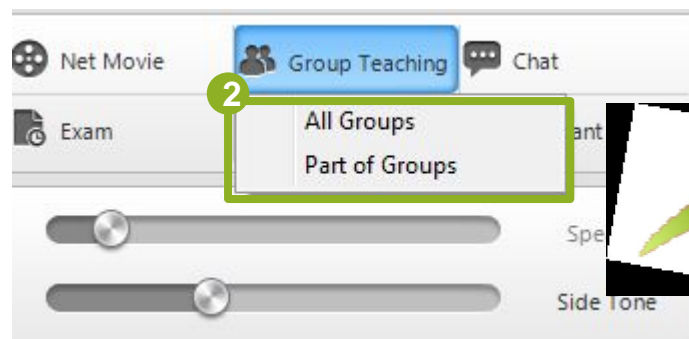 Net Movie
Group Teaching
Chat
2
All Groups
Exam
Part of Groups
Side Tone